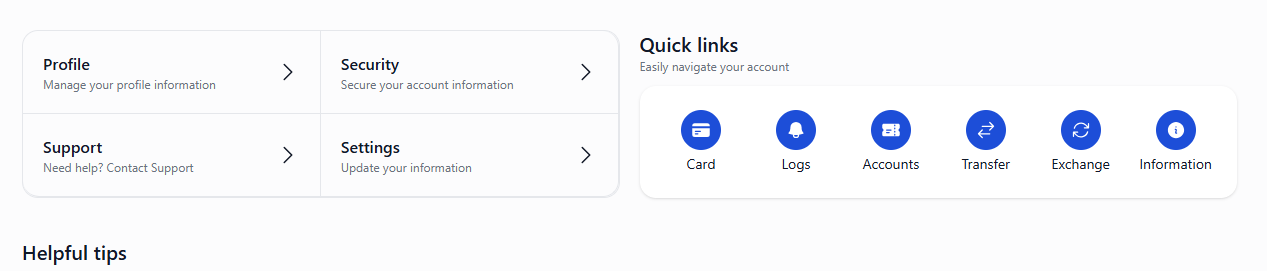 Profile
Manage your profile information
Security
Secure your account information
Support
Need help? Contact Support
Settings
Update your information
Quick links
Easily navigate your account
Card
Logs
Accounts
Transfer
Exchange
Information
Helpful tips